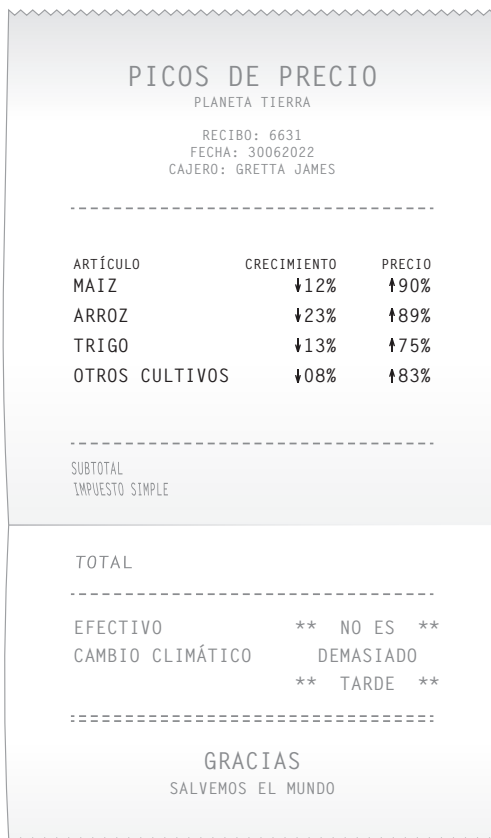 PICOS DE PRECIO
PLANETA TIERRA
RECIBO: 6631
FECHA: 30062022
CAJERO: GRETTA JAMES
ARTÍCULO CRECIMIENTO PRECIO
MAIZ ↓12% ↑90%
ARROZ ↓23% ↑89%
TRIGO ↓13% ↑75%
OTROS CULTIVOS ↓08% ↑83%
SUBTOTAL
IMPUESTO SIMPLE
TOTAL
EFECTIVO ** NO ES **
CAMBIO CLIMÁTICO DEMASIADO
** TARDE **
GRACIAS
SALVEMOS EL MUNDO